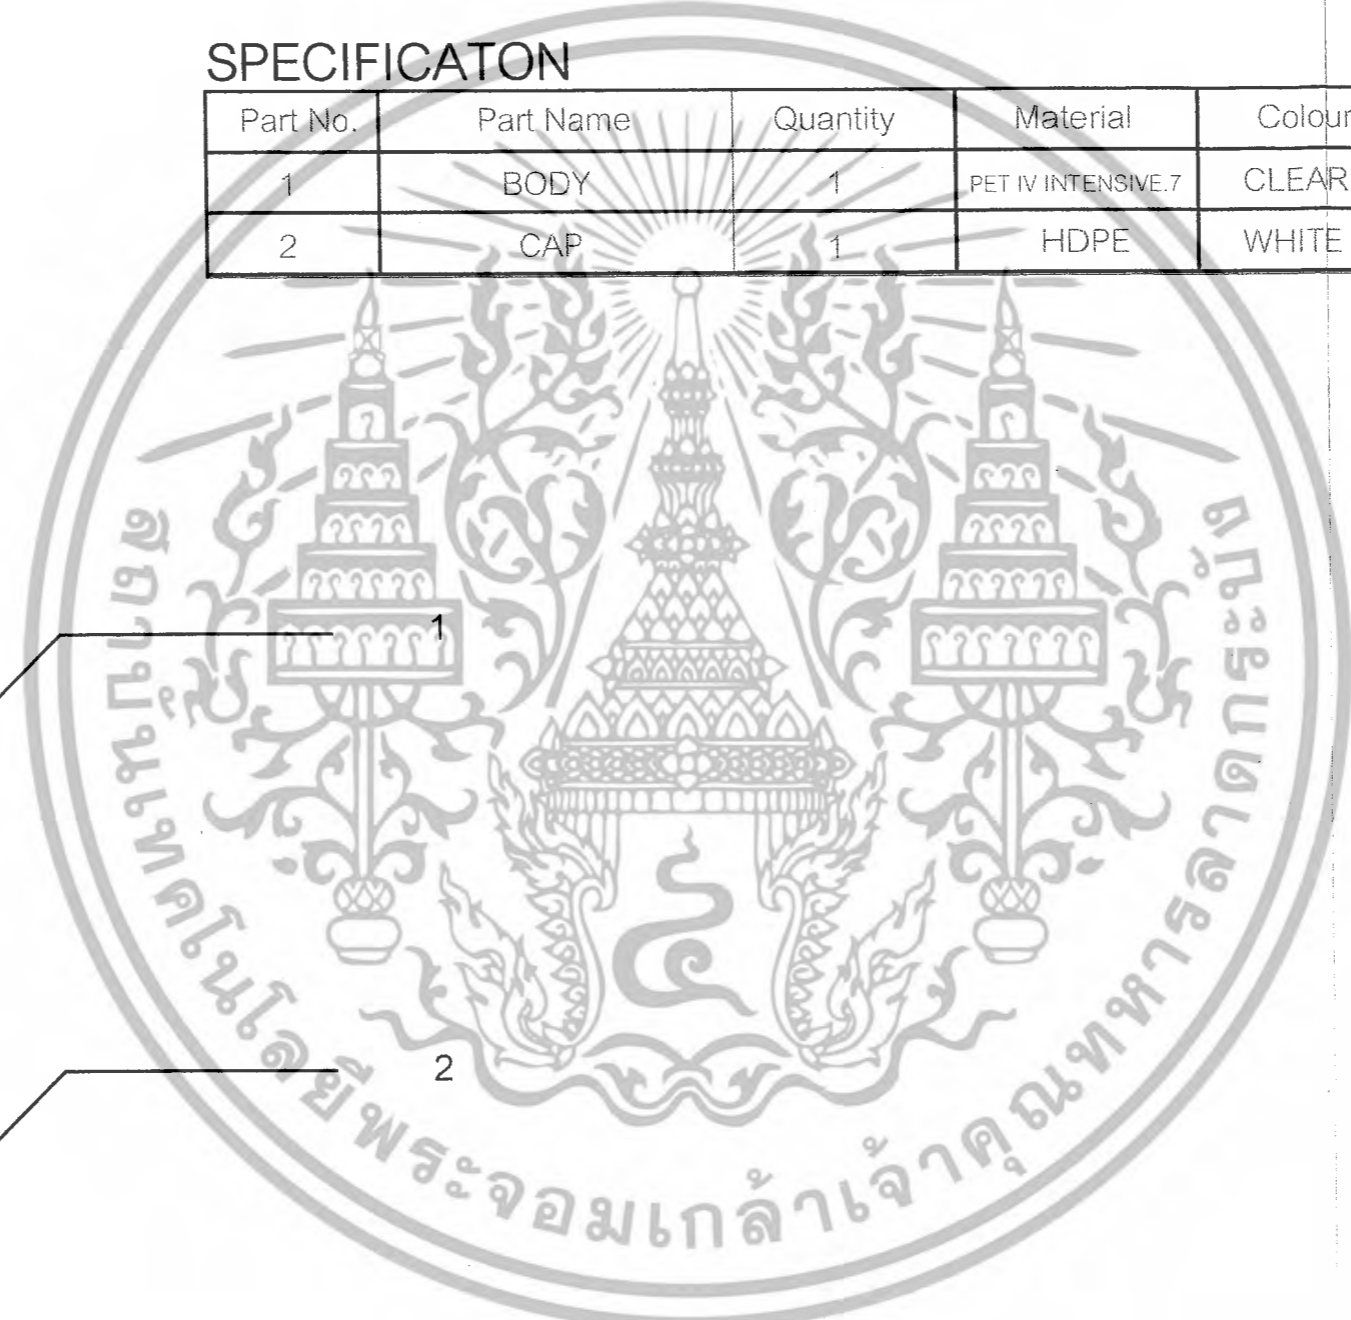 SPECIFICATON
Part No. Part Name Quantity Material Colour
1 BODY 1 PET IV INTENSIVE.7 CLEAR
2 CAP 1 HDPE WHITE
1
2
สถาบันเทคโนโลยีพระจอมเกล้าเจ้าคุณทหารลาดกระบัง